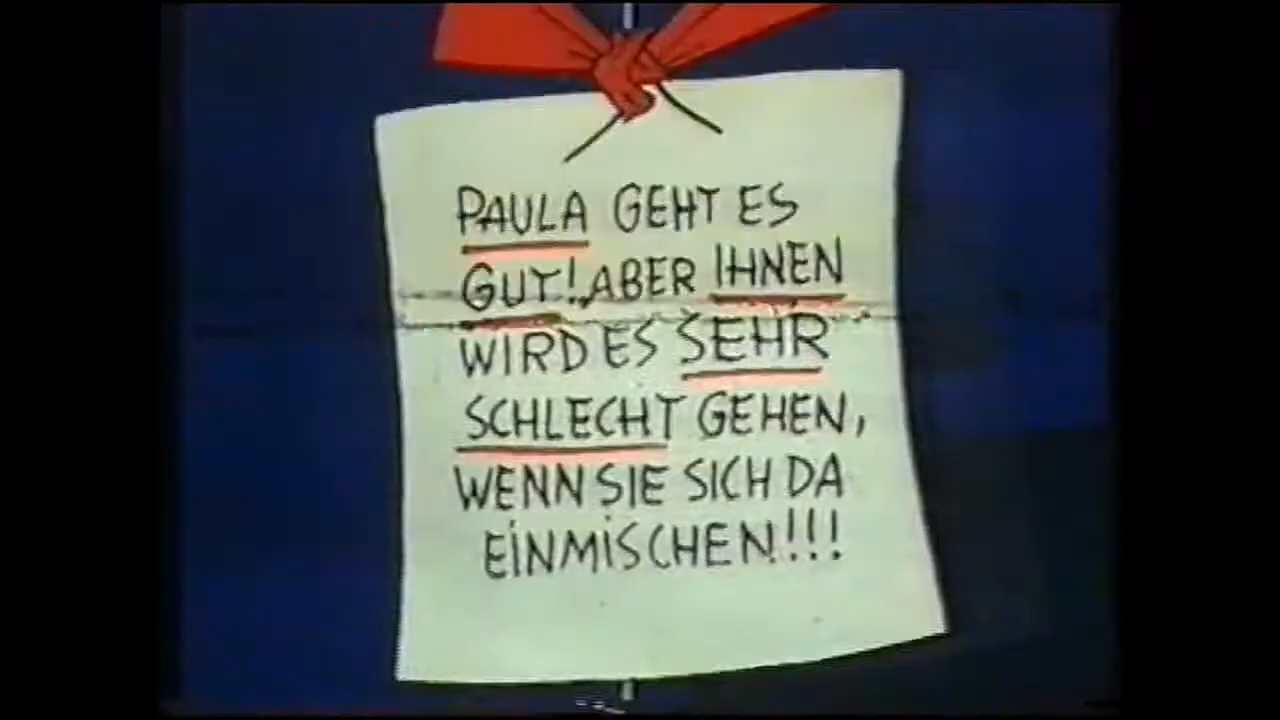 PAULA GEHT ES
GUT! ABER IHNEN
WIRD ES SEHR
SCHLECHT GEHEN,
WENN SIE SICH DA
EINMISCHEN!!!